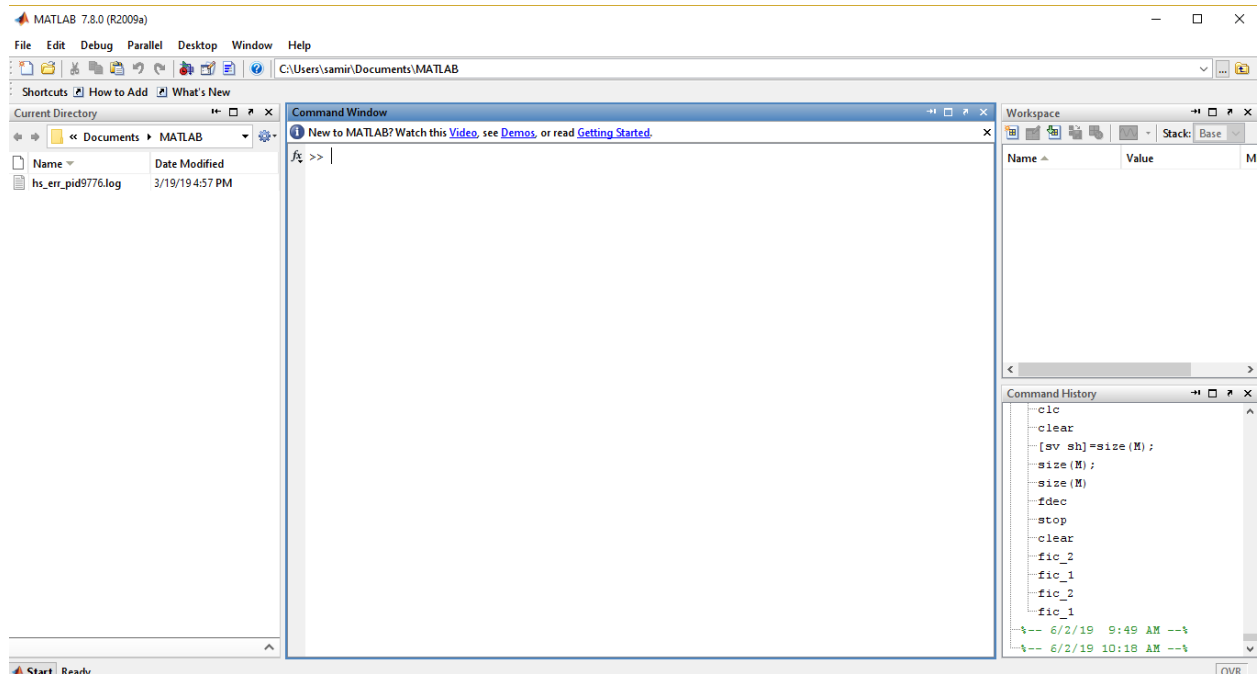 MATLAB 7.8.0 (R2009a)
File Edit Debug Parallel Desktop Window Help
C:\Users\samir\Documents\MATLAB
Shortcuts How to Add What's New
Current Directory
« Documents MATLAB
Name Date Modified
hs_err_pid9776.log 3/19/19 4:57 PM
Command Window
New to MATLAB? Watch this Video, see Demos, or read Getting Started.
fx >>
Workspace
Stack: Base
Name Value M
Command History
clc
clear
[sv sh]=size(M);
size(M);
size(M)
fdec
stop
clear
fic_2
fic_1
fic_2
fic_1
%-- 6/2/19 9:49 AM --%
%-- 6/2/19 10:18 AM --%
Start Ready
OVR